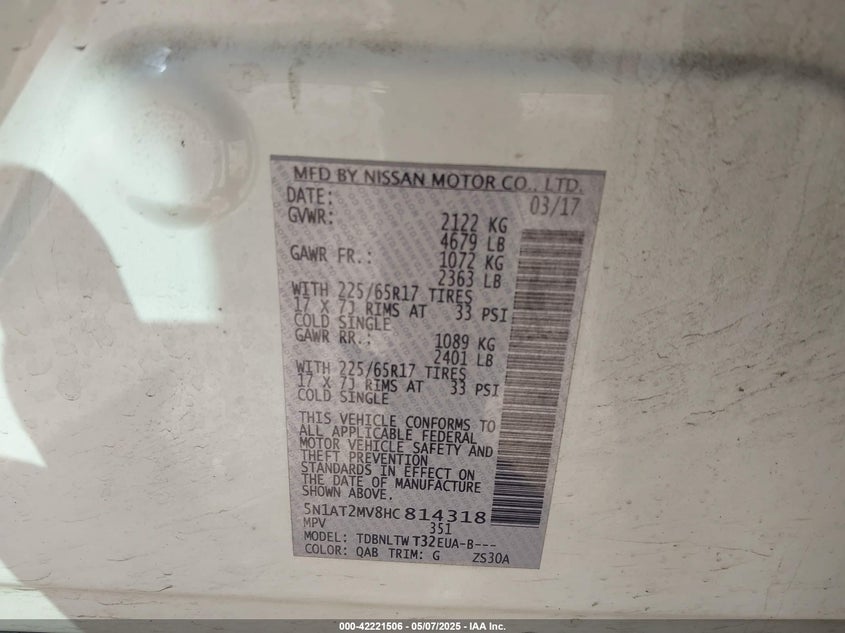 MFD BY NISSAN MOTOR CO., LTD.
DATE: 03/17
GVWR: 2122 KG
4679 LB
GAWR FR.: 1072 KG
2363 LB
WITH 225/65R17 TIRES
17 X 7J RIMS AT 33 PSI
COLD SINGLE
GAWR RR.: 1089 KG
2401 LB
WITH 225/65R17 TIRES
17 X 7J RIMS AT 33 PSI
COLD SINGLE
THIS VEHICLE CONFORMS TO
ALL APPLICABLE FEDERAL
MOTOR VEHICLE SAFETY AND
THEFT PREVENTION
STANDARDS IN EFFECT ON
THE DATE OF MANUFACTURE
SHOWN ABOVE.
5N1AT2MV8HC814318
MPV 351
MODEL: TDBNLTWT32EUA-B---
COLOR: QAB TRIM: G ZS30A
000-42221506 - 05/07/2025 - IAA Inc.